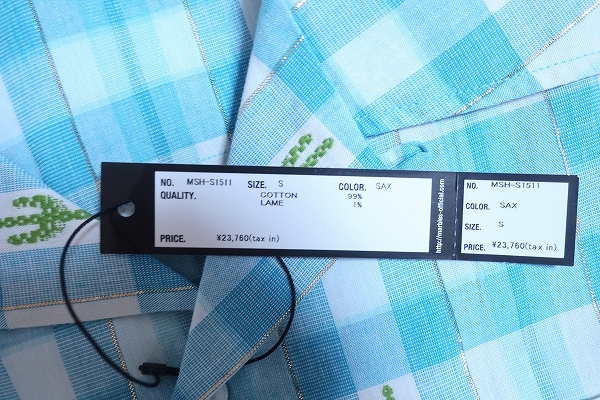 NO. MSH-S1511 SIZE. S COLOR. SAX
QUALITY. COTTON 99%
LAME 1%
PRICE. ¥23,760(tax in)
http://marbles-official.com
NO. MSH-S1511
COLOR. SAX
SIZE. S
PRICE. ¥23,760(tax in)